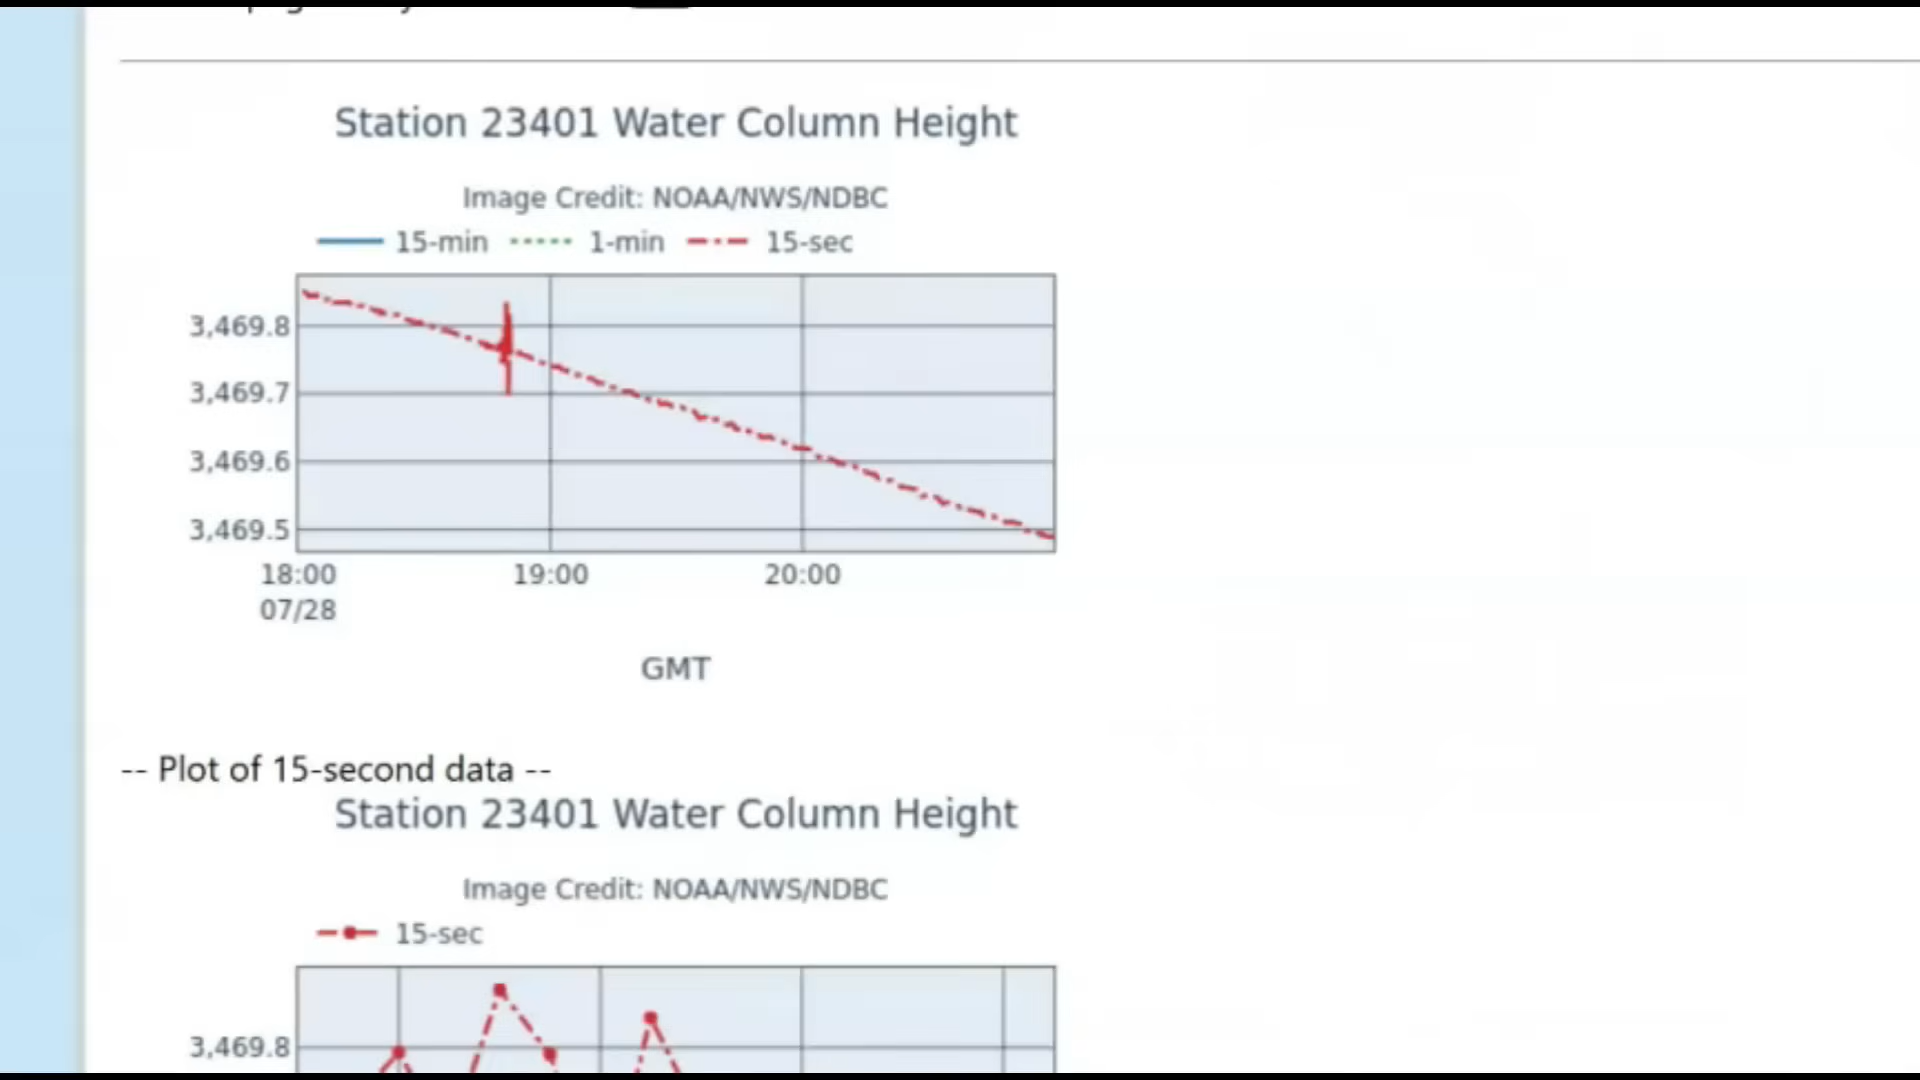 Station 23401 Water Column Height
Image Credit: NOAA/NWS/NDBC
15-min 1-min 15-sec
3,469.8
3,469.7
3,469.6
3,469.5
18:00 19:00 20:00
07/28
GMT
-- Plot of 15-second data --
Station 23401 Water Column Height
Image Credit: NOAA/NWS/NDBC
15-sec
3,469.8